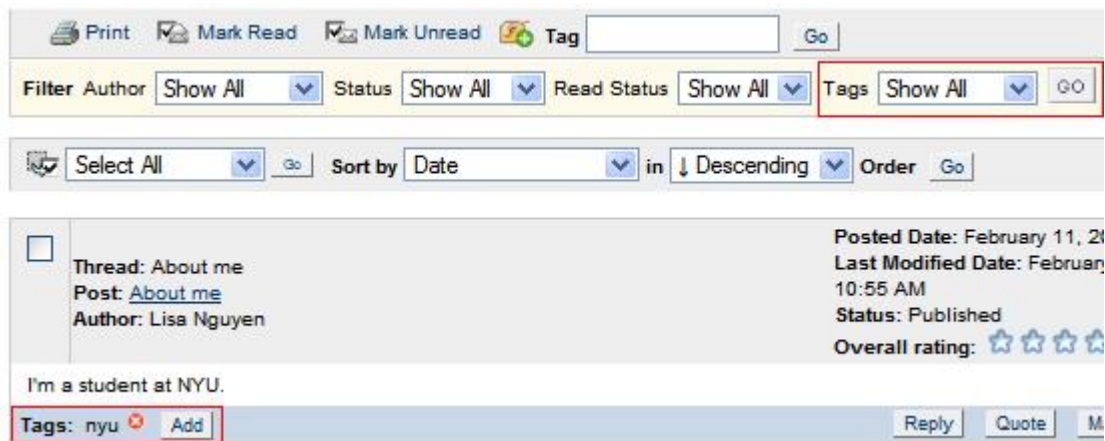 Print Mark Read Mark Unread Tag Go
Filter Author Show All Status Show All Read Status Show All Tags Show All GO
Select All Go Sort by Date in ↓ Descending Order Go
Posted Date: February 11,
Thread: About me
Last Modified Date:
Post: About me
10:55 AM
Author: Lisa Nguyen
Status: Published
Overall rating:
I'm a student at NYU.
Tags: nyu Add Reply Quote